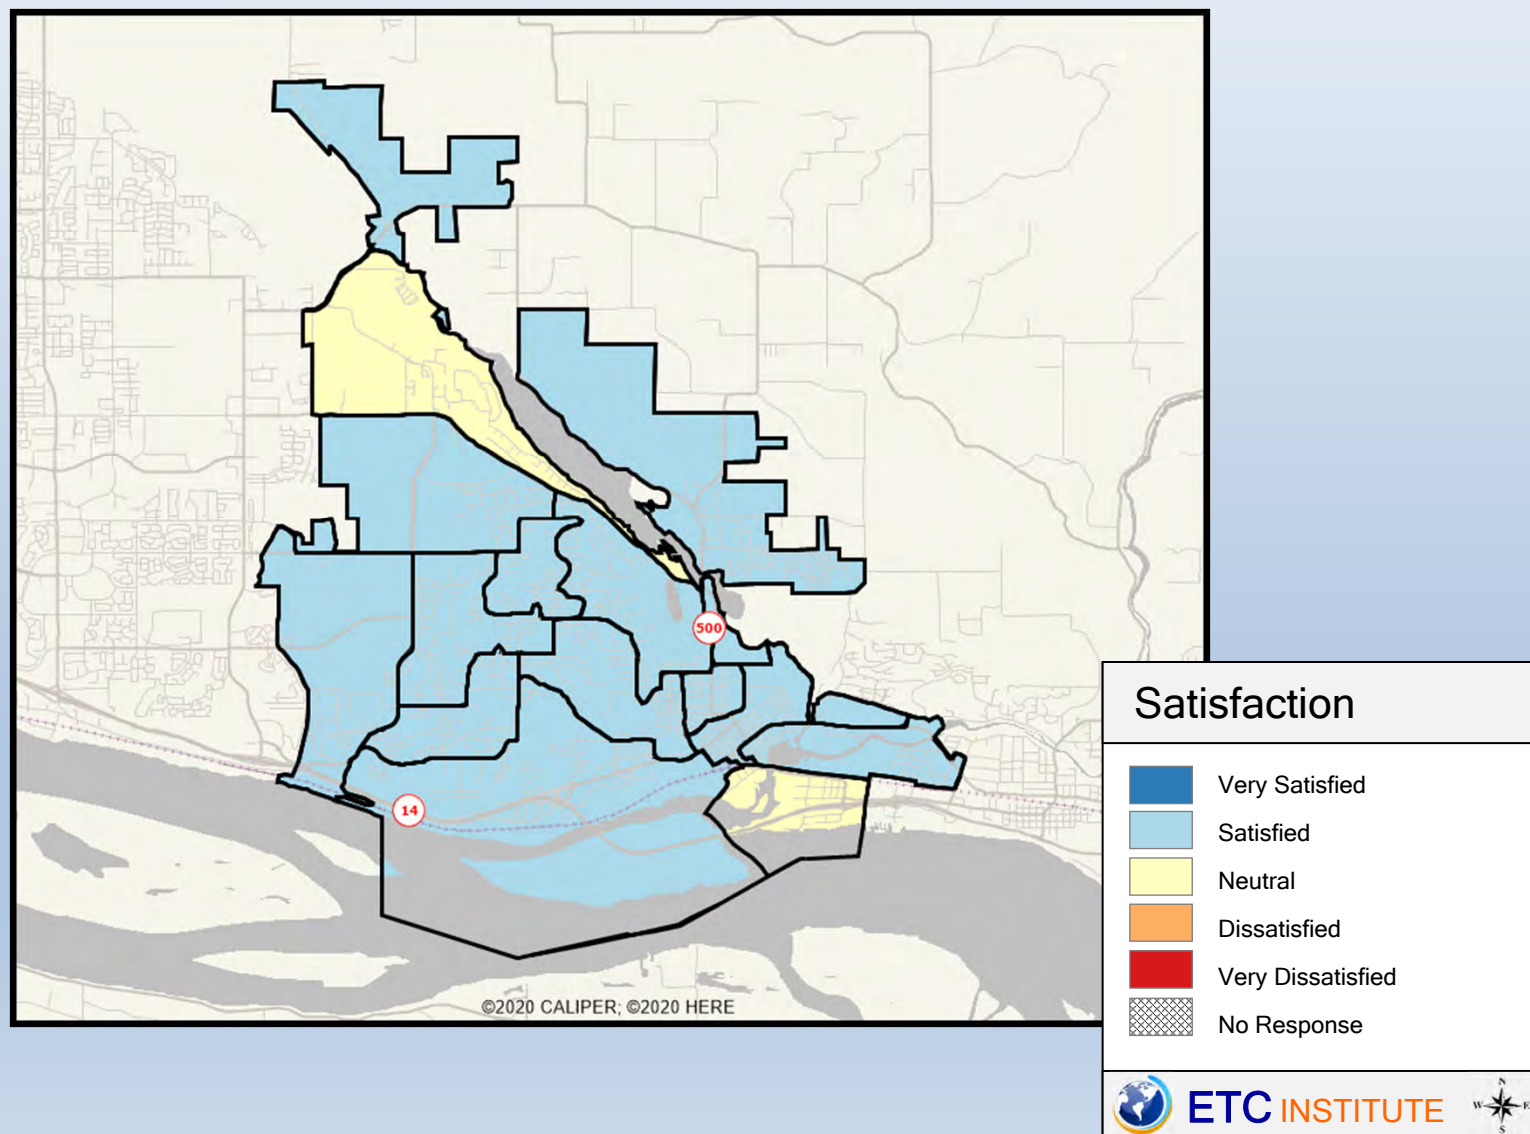 500
14
©2020 CALIPER; ©2020 HERE
Satisfaction
Very Satisfied
Satisfied
Neutral
Dissatisfied
Very Dissatisfied
No Response
ETC INSTITUTE
N
W E
S